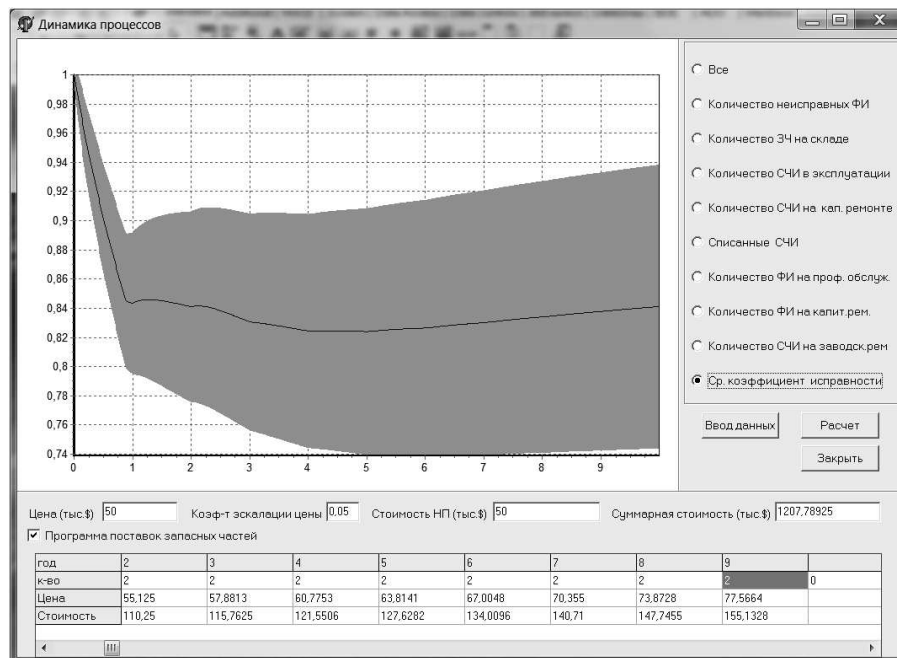 Динамика процессов
1
0,98
0,96
0,94
0,92
0,9
0,88
0,86
0,84
0,82
0,8
0,78
0,76
0,74
0 1 2 3 4 5 6 7 8 9
Все
Количество неисправных ФИ
Количество ЗЧ на складе
Количество СЧИ в эксплуатации
Количество СЧИ на кап. ремонте
Списанные СЧИ
Количество ФИ на проф. обслуж.
Количество ФИ на капит.рем.
Количество СЧИ на заводск.рем
Ср. коэффициент исправности
Ввод данных Расчет
Закрыть
Цена (тыс.$) 50 Коэф-т эскалации цены 0,05 Стоимость НП (тыс.$) 50 Суммарная стоимость (тыс.$) 1207,78925
Программа поставок запасных частей
год 2 3 4 5 6 7 8 9
к-во 2 2 2 2 2 2 2 2 0
Цена 55,125 57,8813 60,7753 63,8141 67,0048 70,355 73,8728 77,5664
Стоимость 110,25 115,7625 121,5506 127,6282 134,0096 140,71 147,7455 155,1328